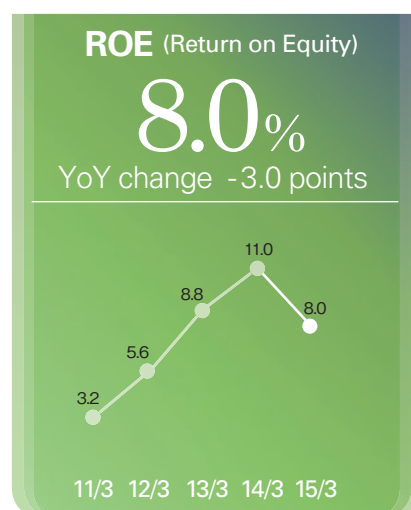 ROE (Return on Equity)
8.0%
YoY change -3.0 points
11.0
8.8
8.0
5.6
3.2
11/3 12/3 13/3 14/3 15/3